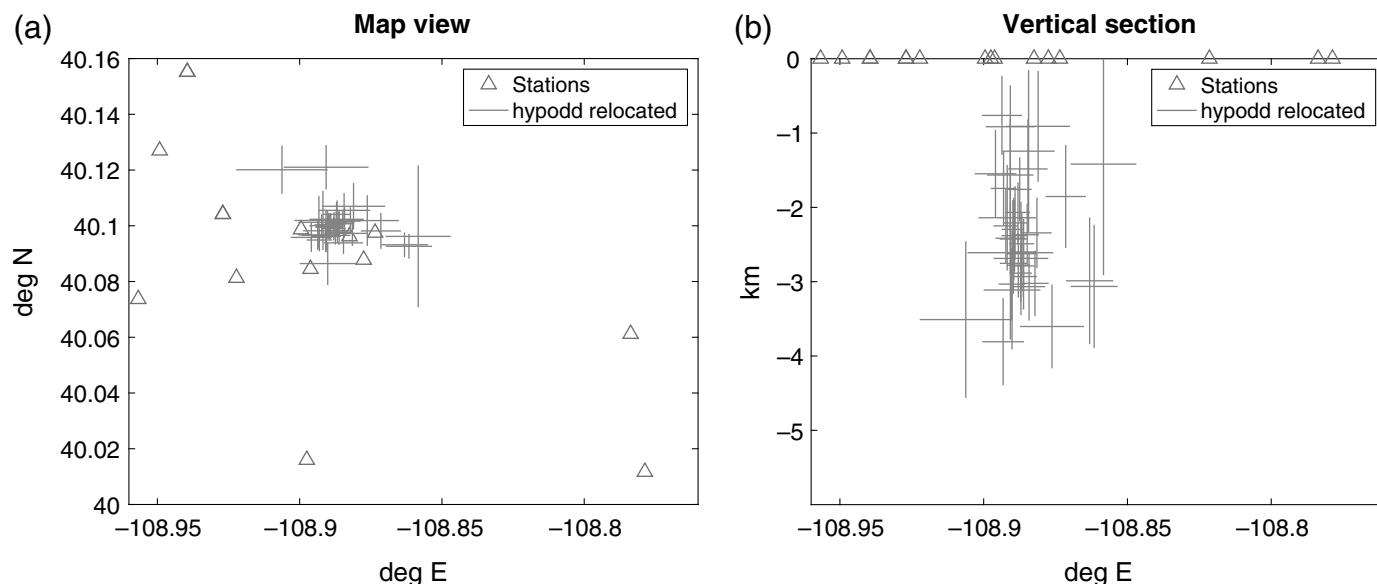 (a)
Map view
Stations
hypodd relocated
40.16
40.14
40.12
40.1
40.08
40.06
40.04
40.02
40
deg N
−108.95
−108.9
−108.85
−108.8
deg E
(b)
Vertical section
Stations
hypodd relocated
0
−1
−2
−3
−4
−5
km
−108.95
−108.9
−108.85
−108.8
deg E